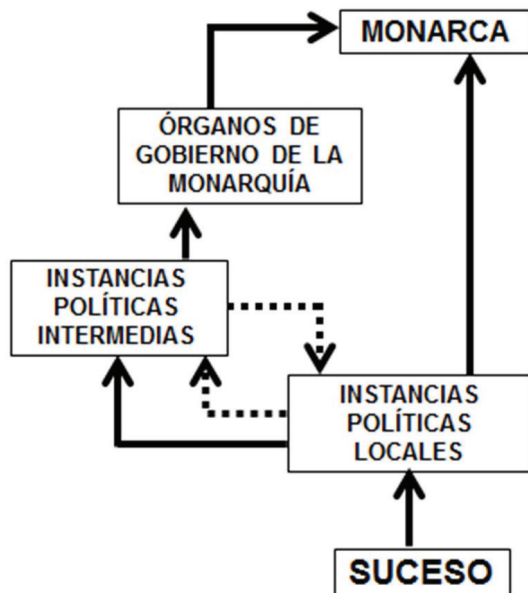 MONARCA
ÓRGANOS DE
GOBIERNO DE LA
MONARQUÍA
INSTANCIAS
POLÍTICAS
INTERMEDIAS
INSTANCIAS
POLÍTICAS
LOCALES
SUCESO